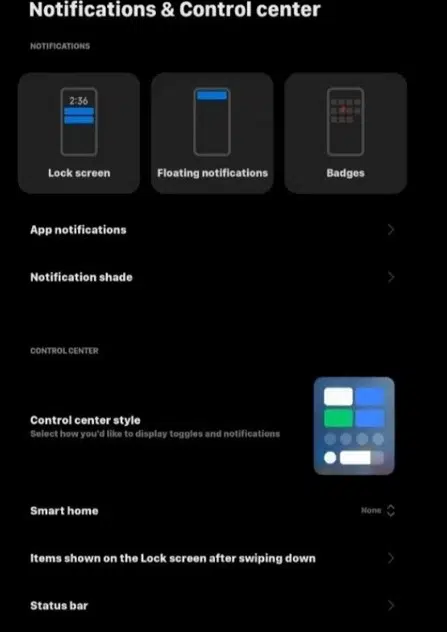 Notifications & Control center
NOTIFICATIONS
2:36
Lock screen
Floating notifications
Badges
App notifications
Notification shade
CONTROL CENTER
Control center style
Select how you'd like to display toggles and notifications
Smart home
None
Items shown on the Lock screen after swiping down
Status bar